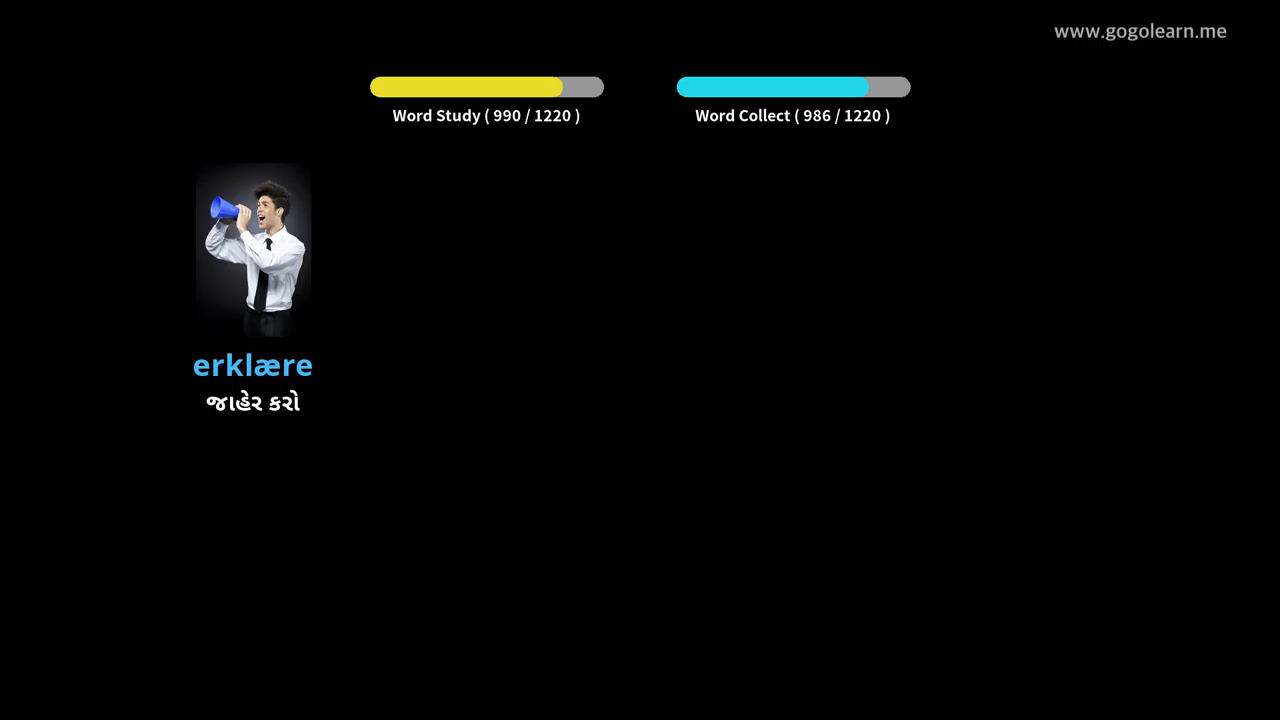 www.gogolearn.me
Word Study ( 990 / 1220 )
Word Collect ( 986 / 1220 )
erklære
જાહેર કરો